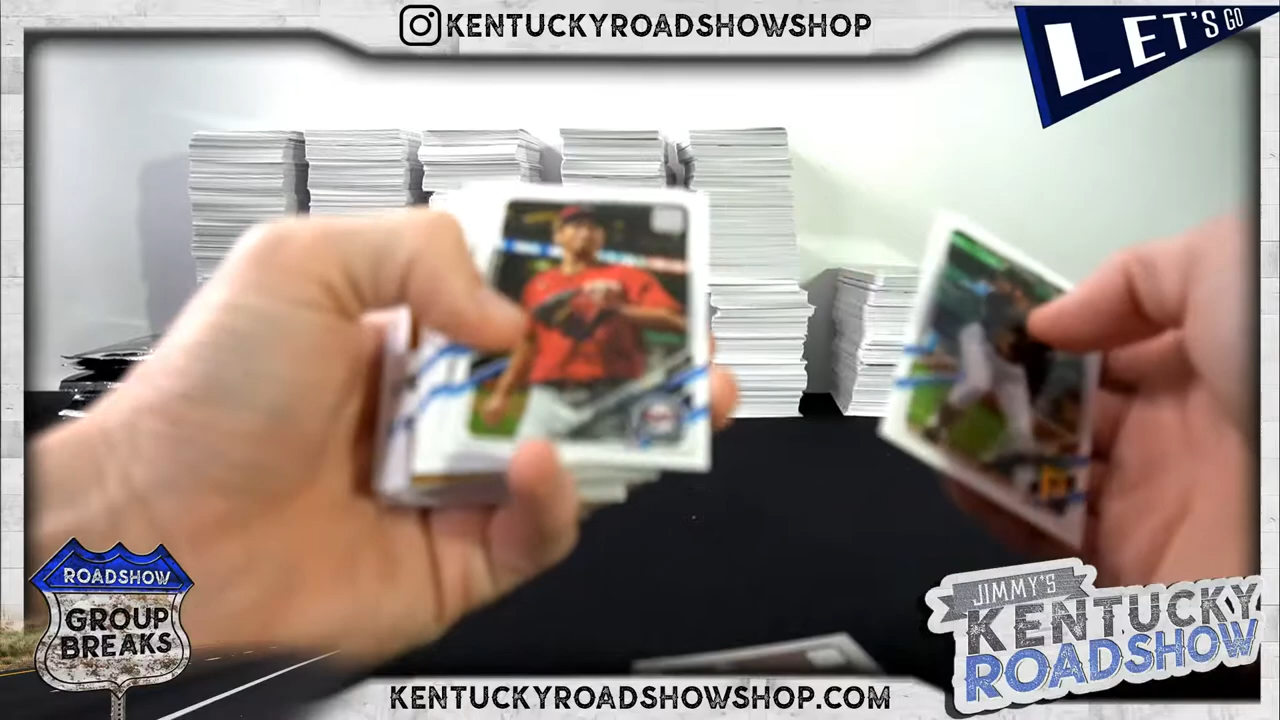 KENTUCKYROADSHOWSHOP
LET'S GO
ROADSHOW
GROUP
BREAKS
JIMMY'S
KENTUCKY
ROADSHOW
KENTUCKYROADSHOWSHOP.COM